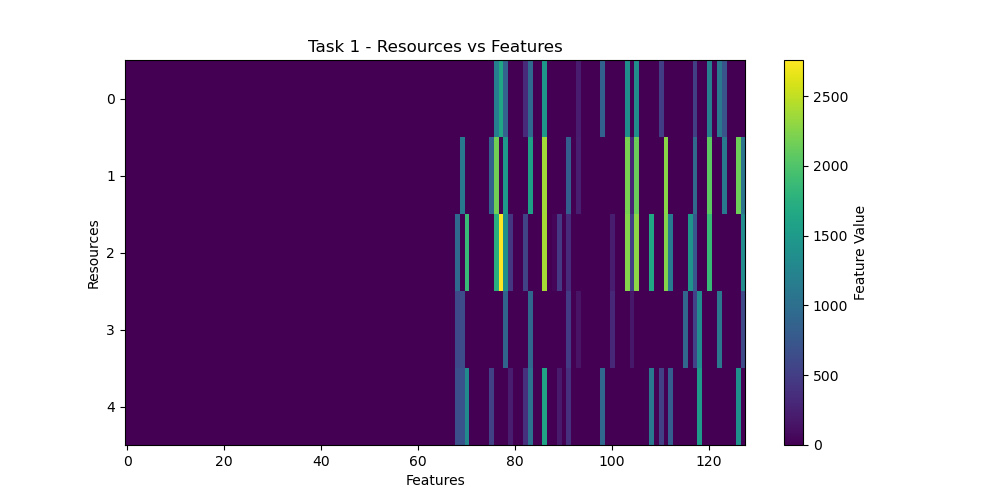 Task 1 - Resources vs Features
Resources
0
1
2
3
4
0 20 40 60 80 100 120
Features
2500
2000
1500
1000
500
0
Feature Value